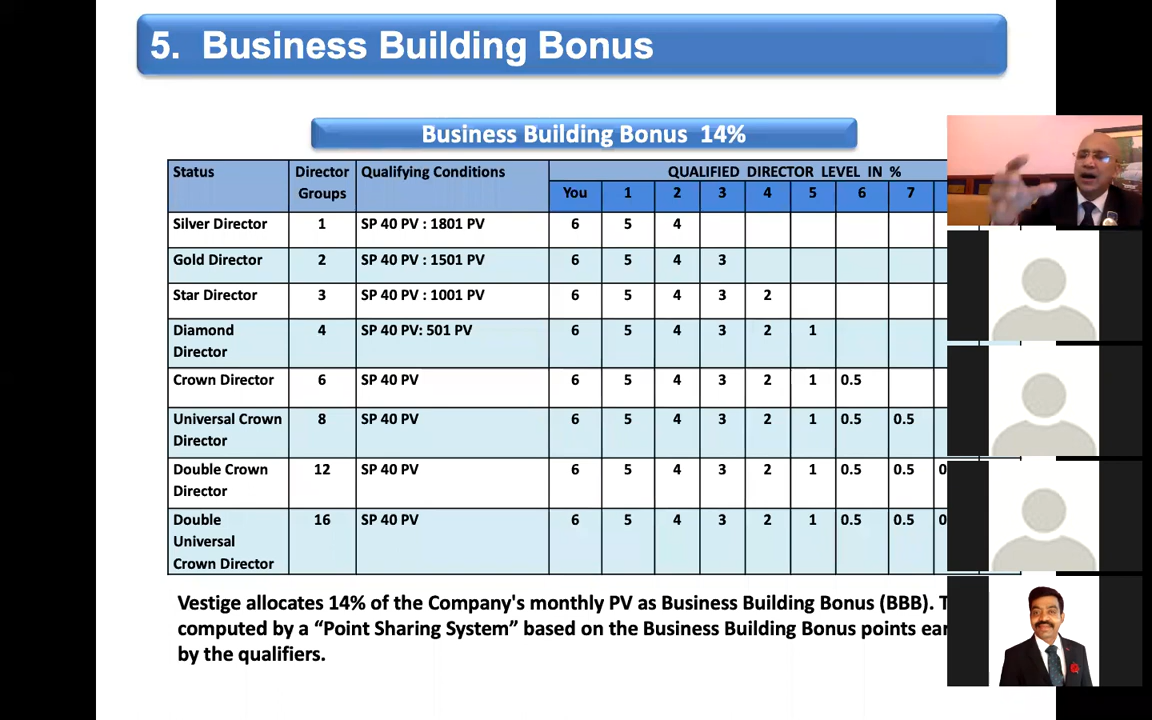 5. Business Building Bonus
Business Building Bonus 14%
Status Director Groups Qualifying Conditions QUALIFIED DIRECTOR LEVEL IN %
You 1 2 3 4 5 6 7
Silver Director 1 SP 40 PV : 1801 PV 6 5 4
Gold Director 2 SP 40 PV : 1501 PV 6 5 4 3
Star Director 3 SP 40 PV : 1001 PV 6 5 4 3 2
Diamond Director 4 SP 40 PV: 501 PV 6 5 4 3 2 1
Crown Director 6 SP 40 PV 6 5 4 3 2 1 0.5
Universal Crown Director 8 SP 40 PV 6 5 4 3 2 1 0.5 0.5
Double Crown Director 12 SP 40 PV 6 5 4 3 2 1 0.5 0.5
Double Universal Crown Director 16 SP 40 PV 6 5 4 3 2 1 0.5 0.5
Vestige allocates 14% of the Company's monthly PV as Business Building Bonus (BBB).
computed by a “Point Sharing System” based on the Business Building Bonus points
by the qualifiers.